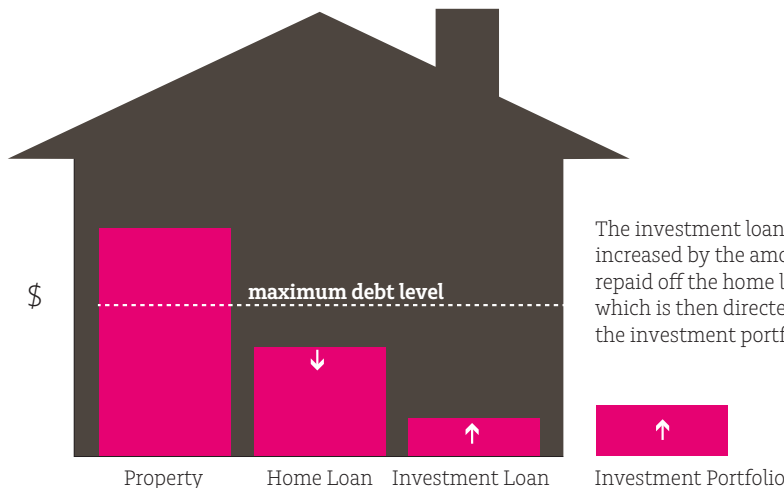 The investment loan
increased by the amo
repaid off the home l
which is then directe
the investment portf
$
maximum debt level
Property
Home Loan
Investment Loan
Investment Portfolio